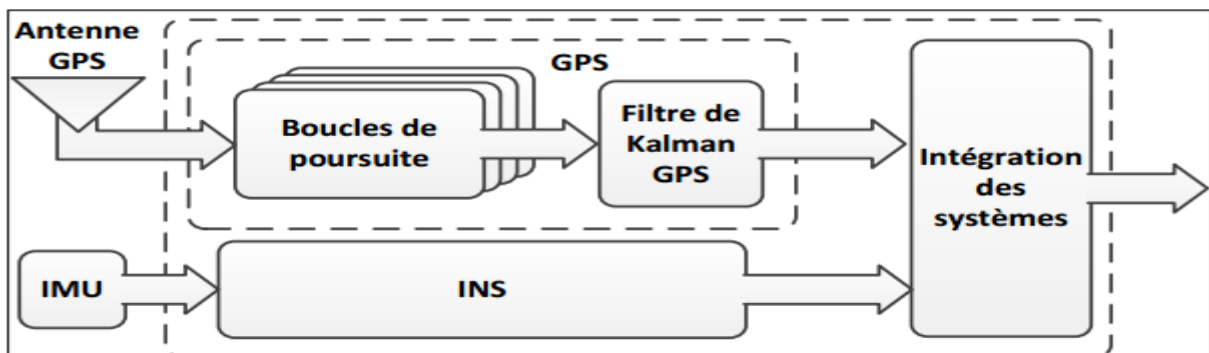 Antenne
GPS
GPS
Boucles de
poursuite
Filtre de
Kalman
GPS
Intégration
des
systèmes
IMU
INS